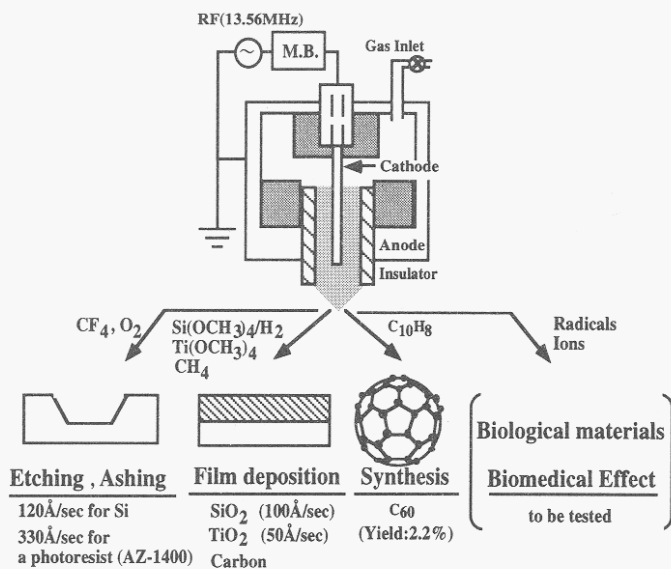 RF(13.56MHz)
M.B.
Gas Inlet
Cathode
Anode
Insulator
CF4, O2
Si(OCH3)4/H2
Ti(OCH3)4
CH4
C10H8
Radicals
Ions
Etching , Ashing
120Å/sec for Si
330Å/sec for
a photoresist (AZ-1400)
Film deposition
SiO2 (100Å/sec)
TiO2 (50Å/sec)
Carbon
Synthesis
C60
(Yield:2.2%)
Biological materials
Biomedical Effect
to be tested